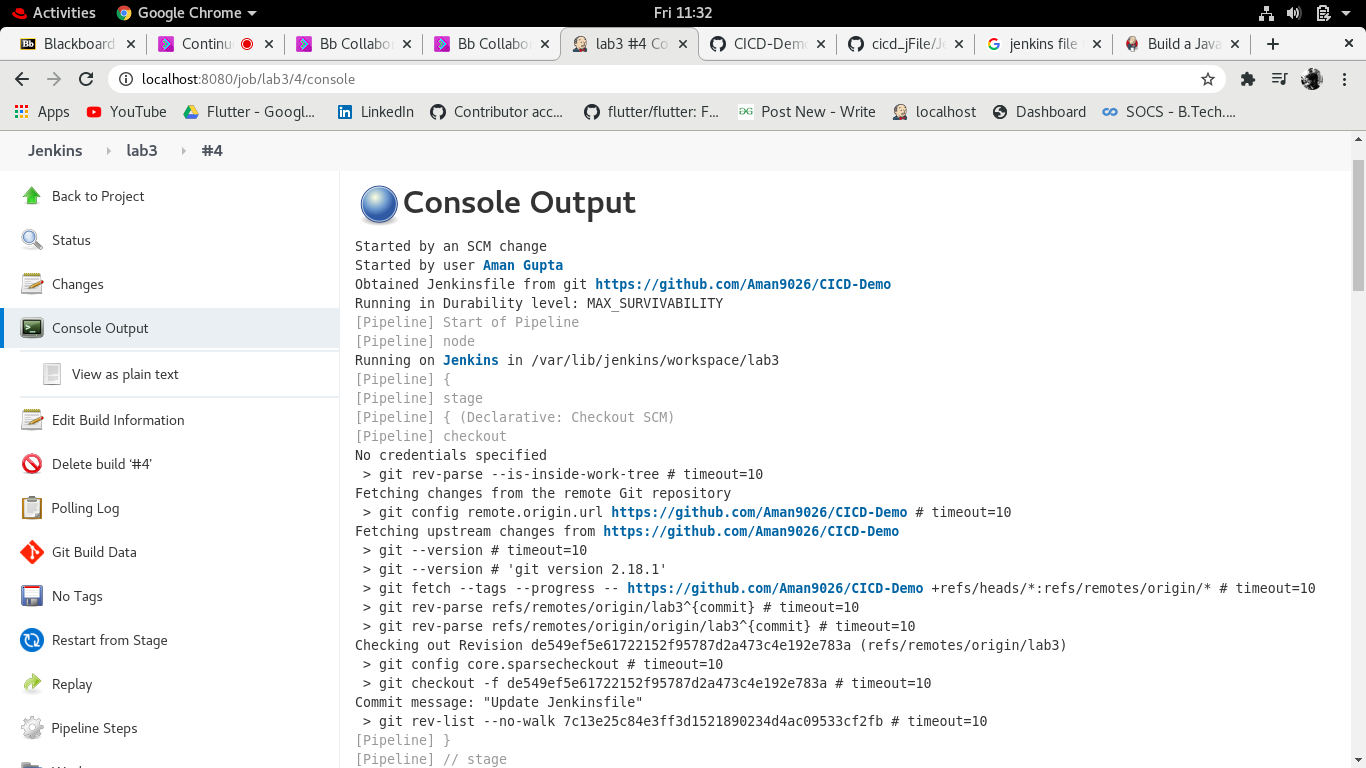 Activities Google Chrome Fri 11:32
Bb Blackboard Continu Bb Collabo Bb Collabo lab3 #4 Co CICD-Demo cicd_jFile/Je jenkins file Build a Java
localhost:8080/job/lab3/4/console
Apps YouTube Flutter - Googl... LinkedIn Contributor acc... flutter/flutter: F... Post New - Write localhost Dashboard SOCS - B.Tech....
Jenkins lab3 #4
Back to Project
Status
Changes
Console Output
View as plain text
Edit Build Information
Delete build ‘#4’
Polling Log
Git Build Data
No Tags
Restart from Stage
Replay
Pipeline Steps
Console Output
Started by an SCM change
Started by user Aman Gupta
Obtained Jenkinsfile from git https://github.com/Aman9026/CICD-Demo
Running in Durability level: MAX_SURVIVABILITY
[Pipeline] Start of Pipeline
[Pipeline] node
Running on Jenkins in /var/lib/jenkins/workspace/lab3
[Pipeline] {
[Pipeline] stage
[Pipeline] { (Declarative: Checkout SCM)
[Pipeline] checkout
No credentials specified
> git rev-parse --is-inside-work-tree # timeout=10
Fetching changes from the remote Git repository
> git config remote.origin.url https://github.com/Aman9026/CICD-Demo # timeout=10
Fetching upstream changes from https://github.com/Aman9026/CICD-Demo
> git --version # timeout=10
> git --version # 'git version 2.18.1'
> git fetch --tags --progress -- https://github.com/Aman9026/CICD-Demo +refs/heads/*:refs/remotes/origin/* # timeout=10
> git rev-parse refs/remotes/origin/lab3^{commit} # timeout=10
> git rev-parse refs/remotes/origin/origin/lab3^{commit} # timeout=10
Checking out Revision de549ef5e61722152f95787d2a473c4e192e783a (refs/remotes/origin/lab3)
> git config core.sparsecheckout # timeout=10
> git checkout -f de549ef5e61722152f95787d2a473c4e192e783a # timeout=10
Commit message: "Update Jenkinsfile"
> git rev-list --no-walk 7c13e25c84e3ff3d1521890234d4ac09533cf2fb # timeout=10
[Pipeline] }
[Pipeline] // stage